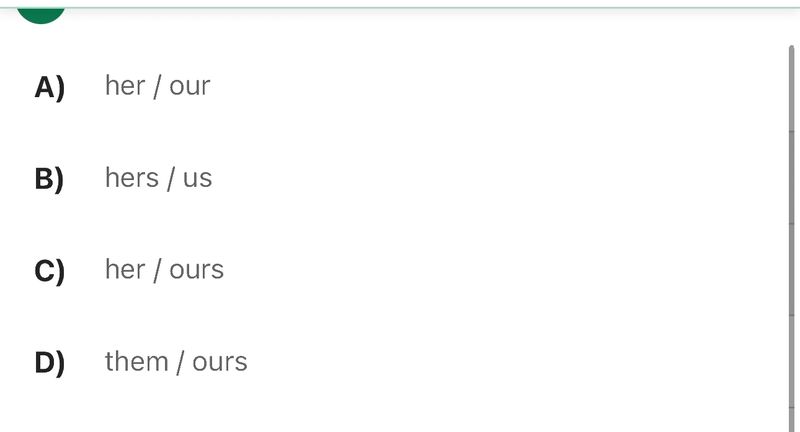 A) her / our
B) hers / us
C) her / ours
D) them / ours